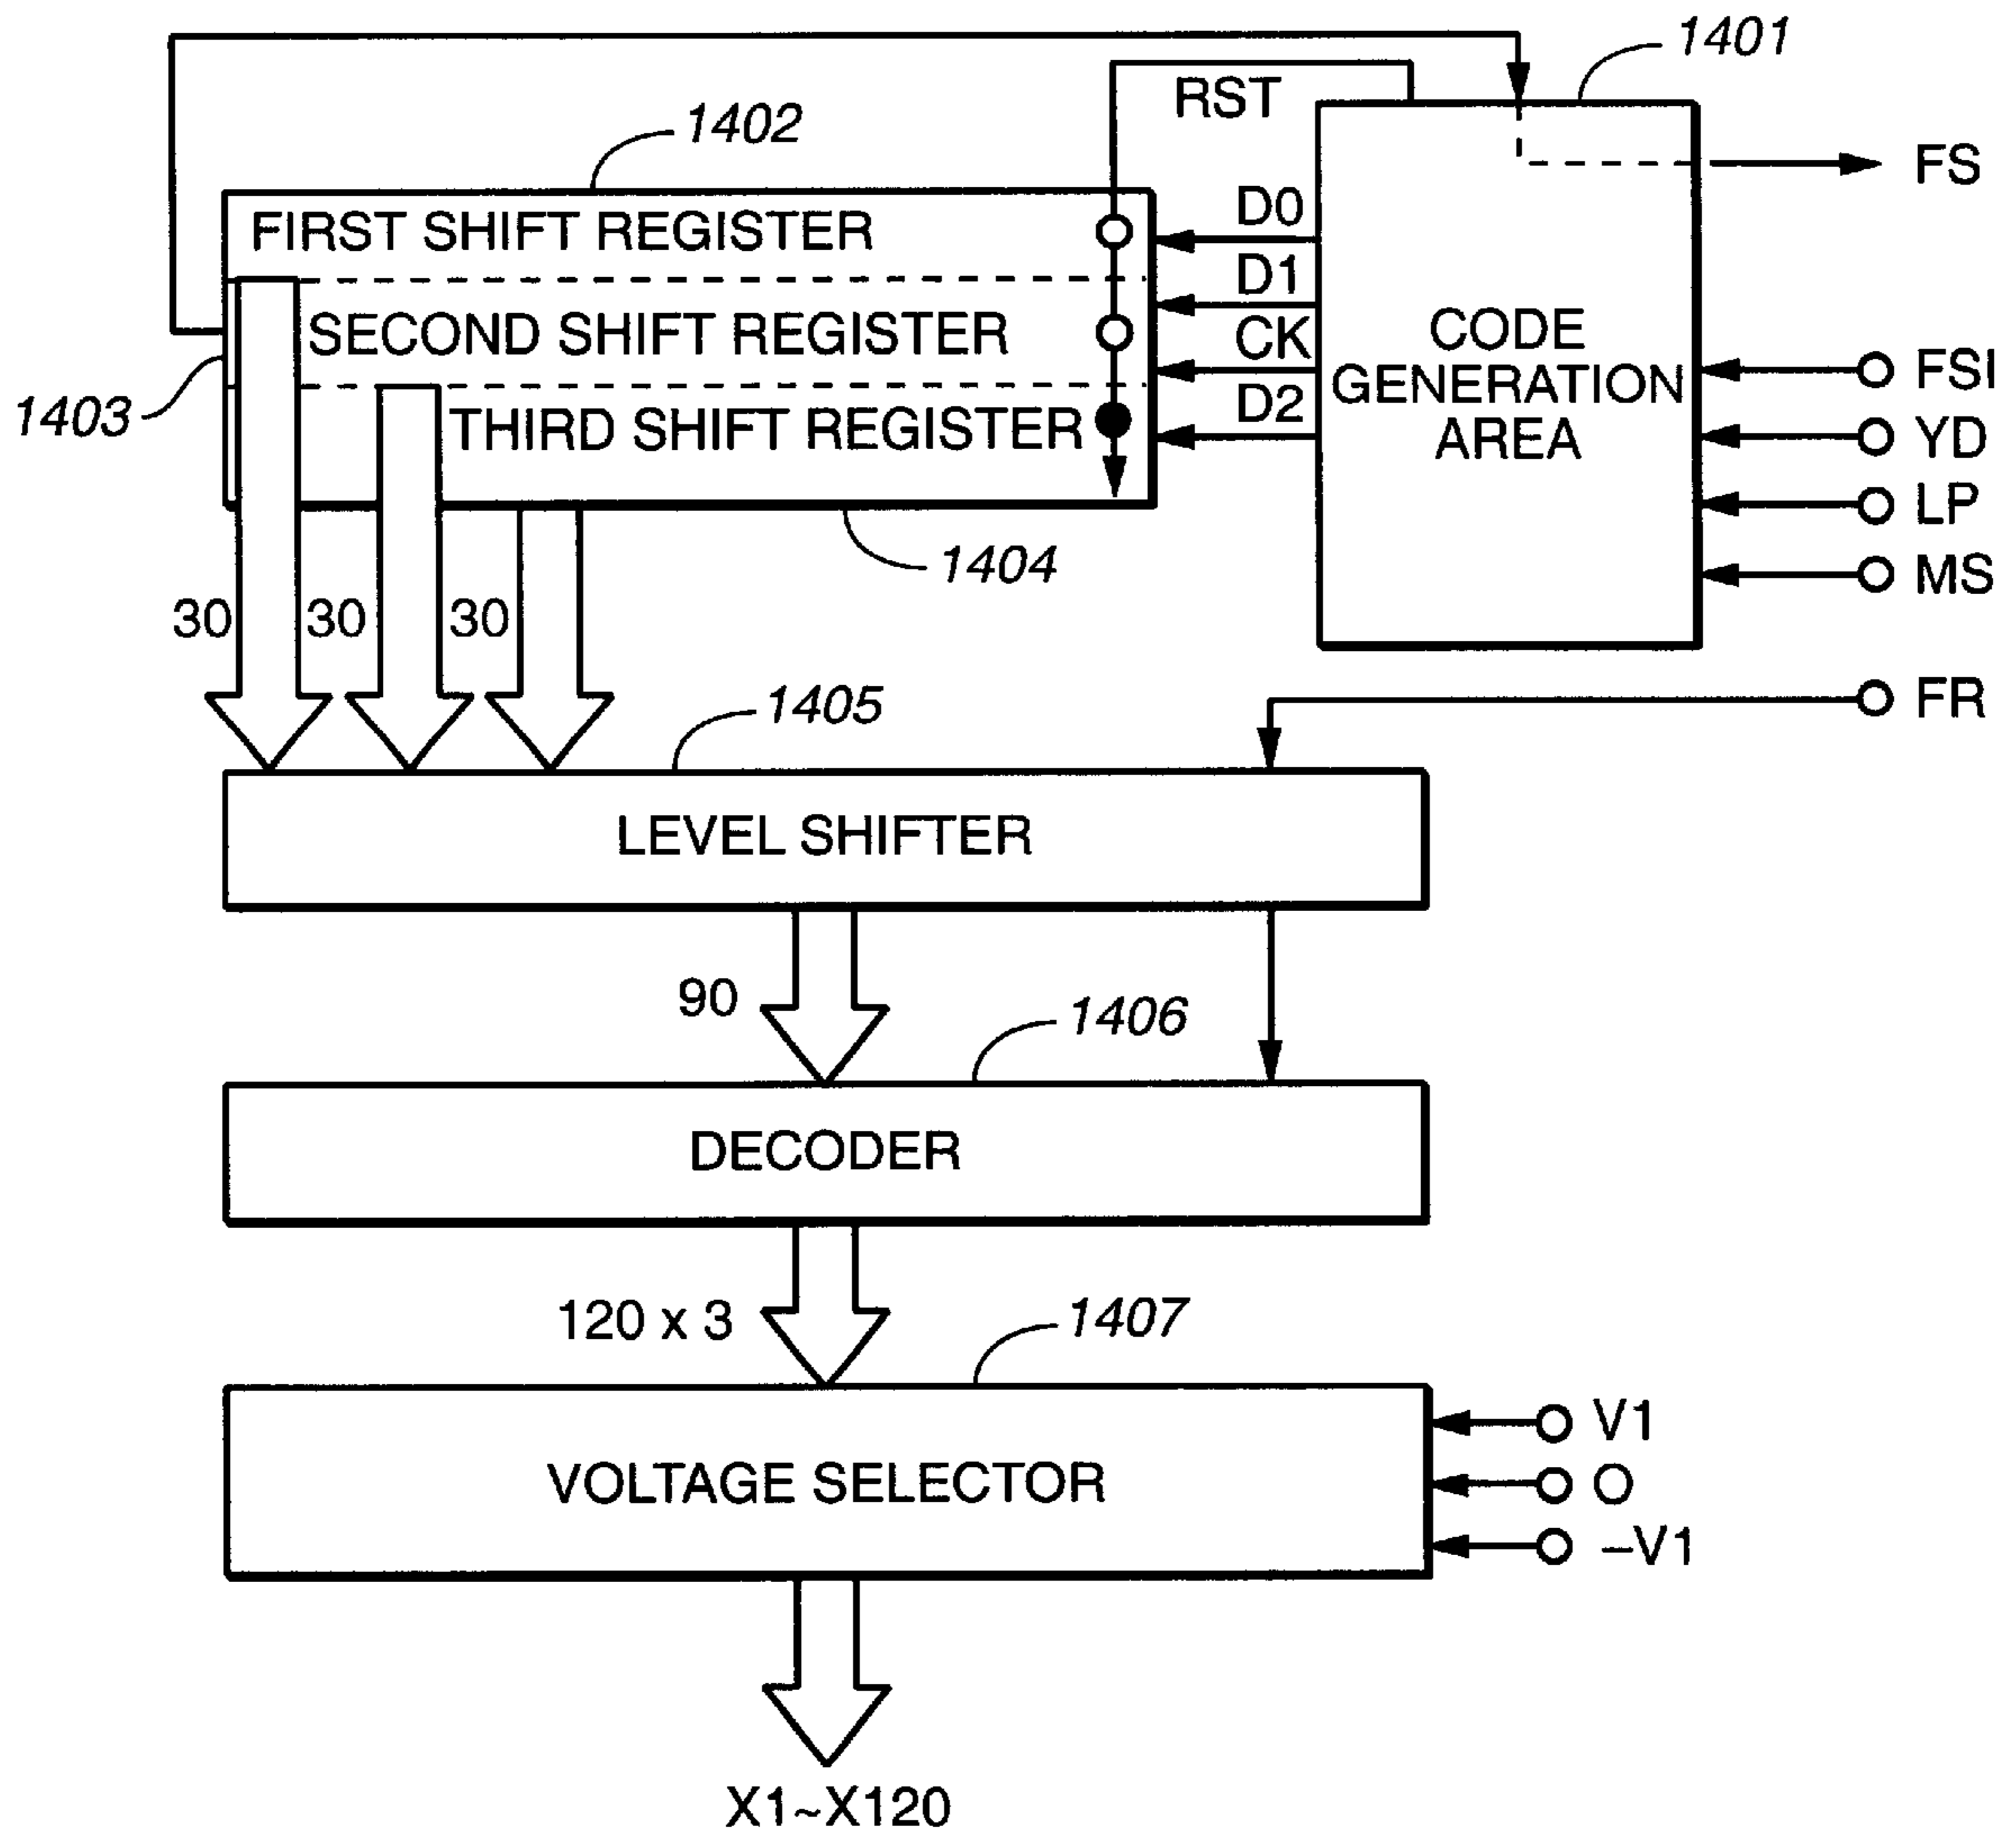 1401
RST
1402
FS
FIRST SHIFT REGISTER
D0
D1
SECOND SHIFT REGISTER
CK
CODE
GENERATION
AREA
FSI
1403
THIRD SHIFT REGISTER
D2
YD
LP
1404
MS
30
30
30
FR
1405
LEVEL SHIFTER
90
1406
DECODER
120 x 3
1407
VOLTAGE SELECTOR
V1
O
–V1
X1~X120